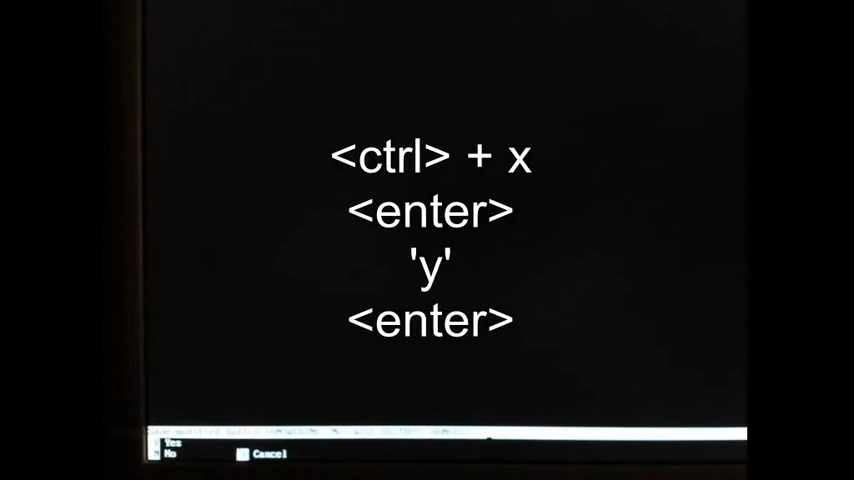 <ctrl> + x
<enter>
'y'
<enter>
Y Yes
N No
^C Cancel